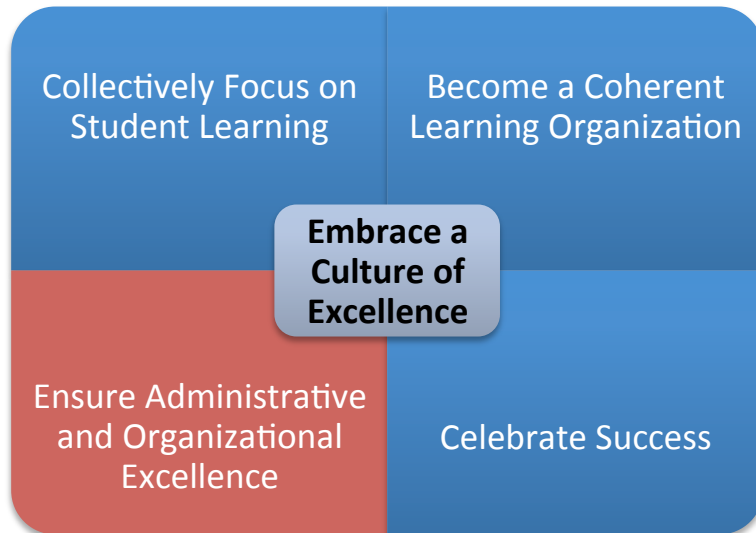 Collectively Focus on
Student Learning
Become a Coherent
Learning Organization
Embrace a
Culture of
Excellence
Ensure Administrative
and Organizational
Excellence
Celebrate Success